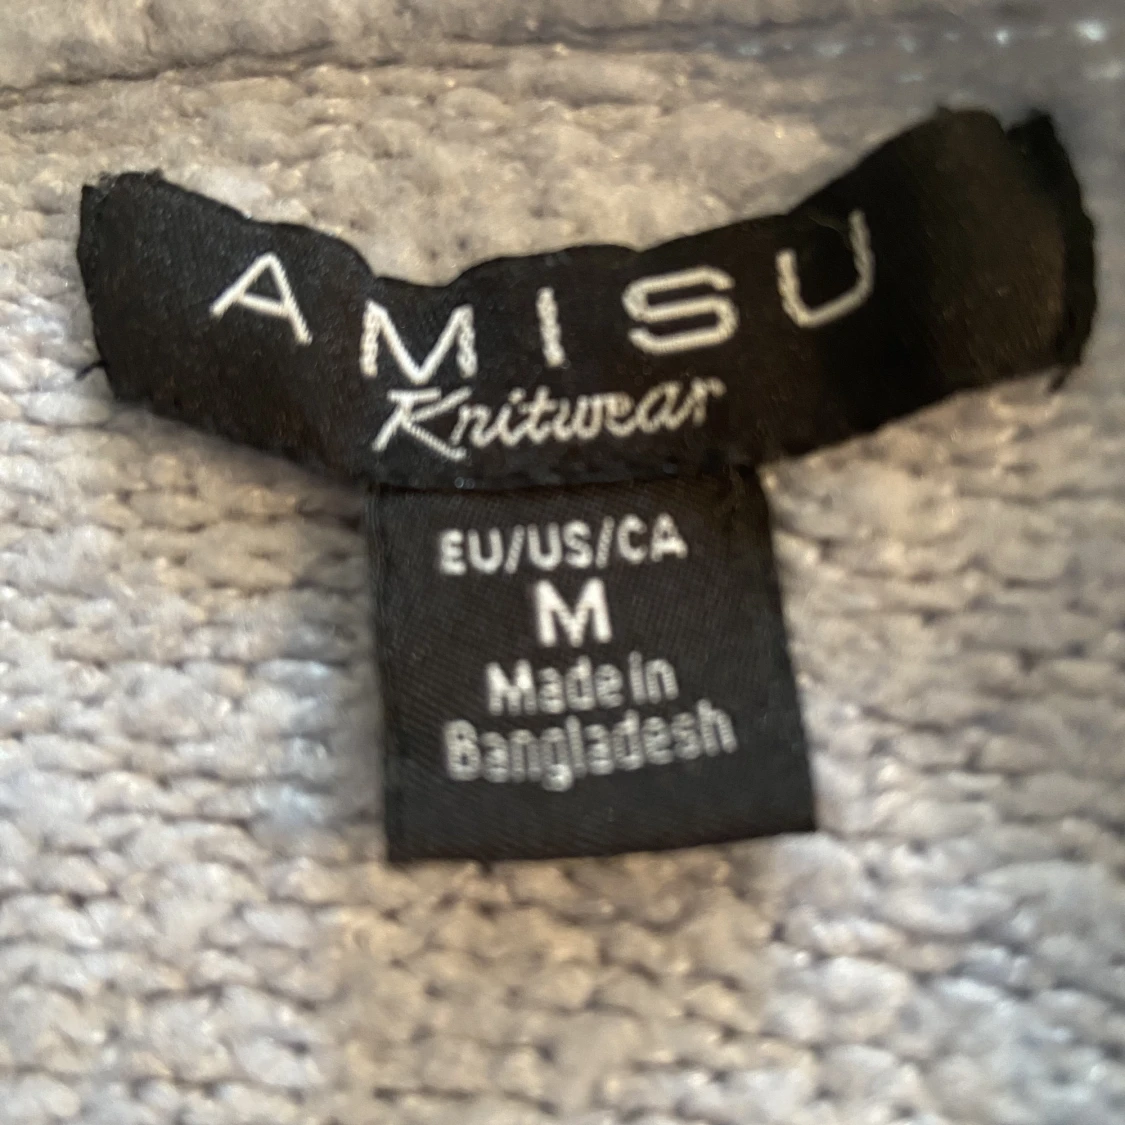 AMISU
Knitwear
EU/US/CA
M
Made in
Bangladesh